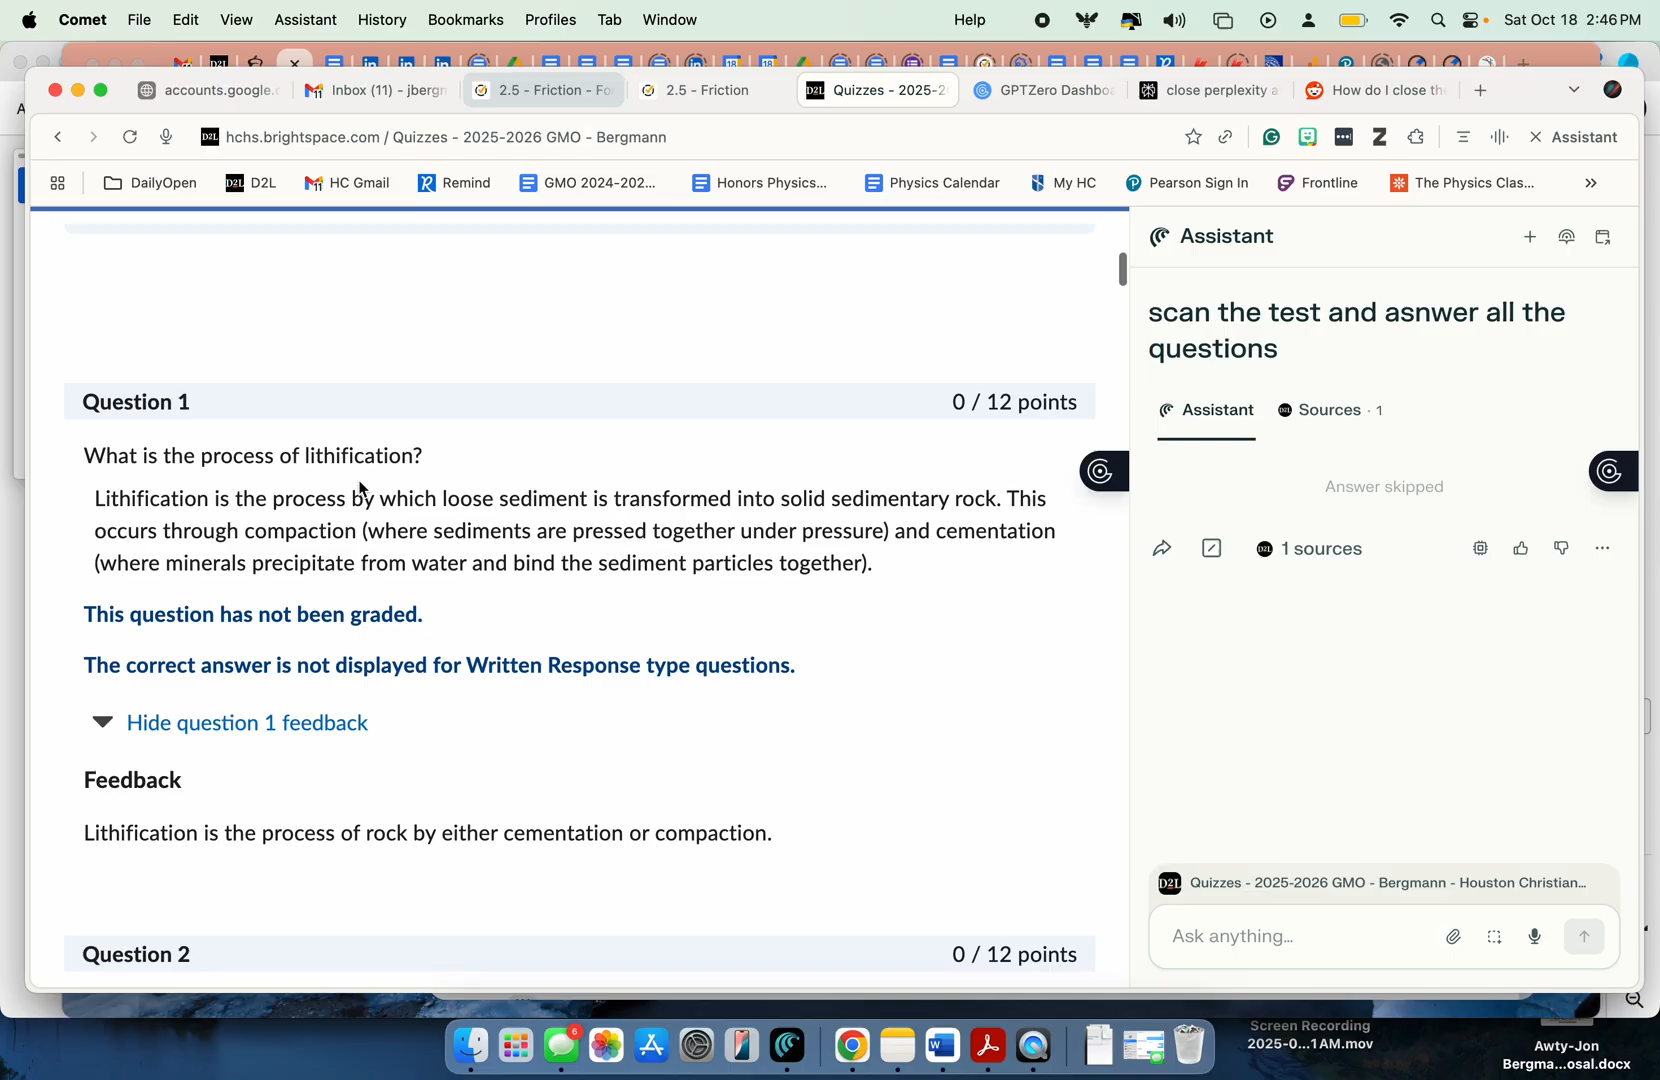 Comet File Edit View Assistant History Bookmarks Profiles Tab Window Help Sat Oct 18 2:46 PM
accounts.google.c Inbox (11) - jbergn 2.5 - Friction - Fo 2.5 - Friction D2L Quizzes - 2025-2 GPTZero Dashboa close perplexity a How do I close th
D2L hchs.brightspace.com / Quizzes - 2025-2026 GMO - Bergmann Assistant
DailyOpen D2L D2L HC Gmail Remind GMO 2024-202... Honors Physics... Physics Calendar My HC Pearson Sign In Frontline The Physics Clas... »
Assistant
scan the test and asnwer all the
questions
Assistant D2L Sources · 1
Answer skipped
D2L 1 sources
Question 1 0 / 12 points
What is the process of lithification?
Lithification is the process by which loose sediment is transformed into solid sedimentary rock. This
occurs through compaction (where sediments are pressed together under pressure) and cementation
(where minerals precipitate from water and bind the sediment particles together).
This question has not been graded.
The correct answer is not displayed for Written Response type questions.
Hide question 1 feedback
Feedback
Lithification is the process of rock by either cementation or compaction.
Question 2 0 / 12 points
D2L Quizzes - 2025-2026 GMO - Bergmann - Houston Christian...
Ask anything...
6
Screen Recording
2025-0...1AM.mov
Awty-Jon
Bergma...osal.docx